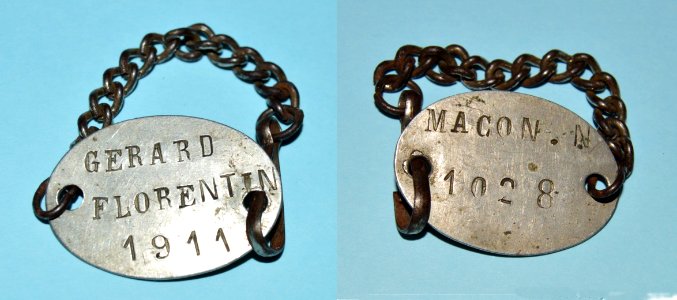 GERARD
FLORENTIN
1911
MACON N
1028